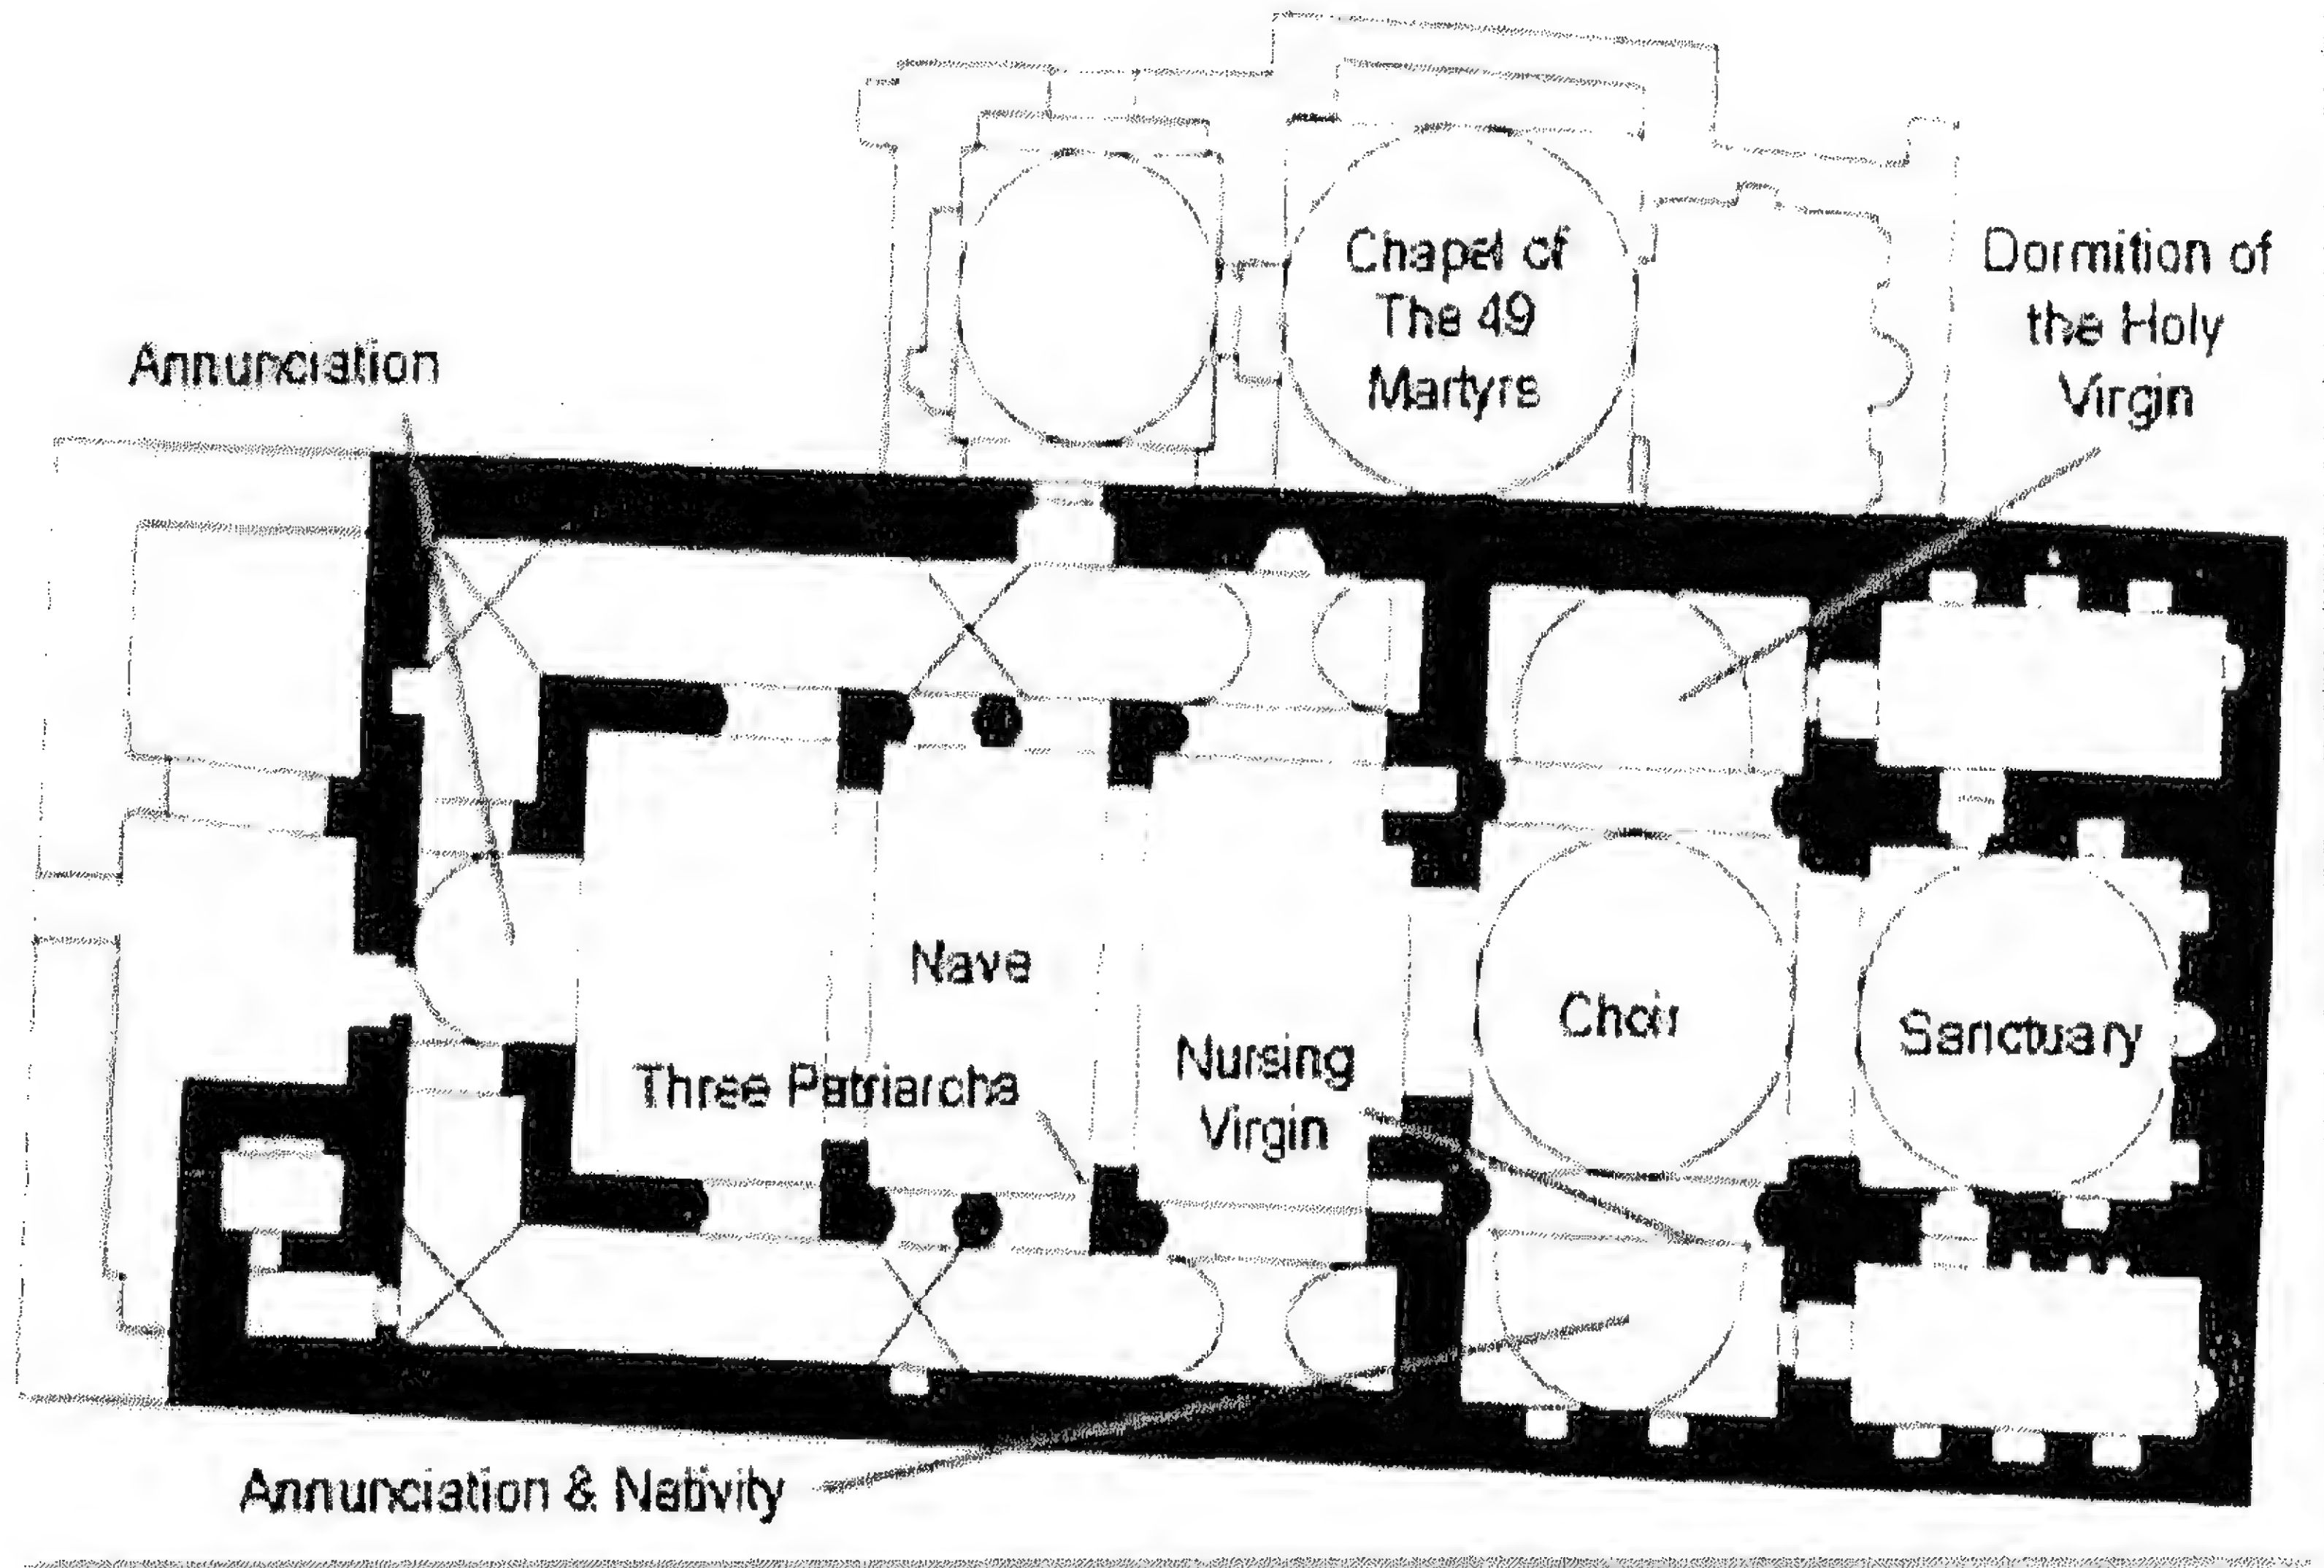 Chapel of
The 49
Martyrs
Dormition of
the Holy
Virgin
Annunciation
Nave
Choir
Sanctuary
Three Patriarcha
Nursing
Virgin
Annunciation & Nativity